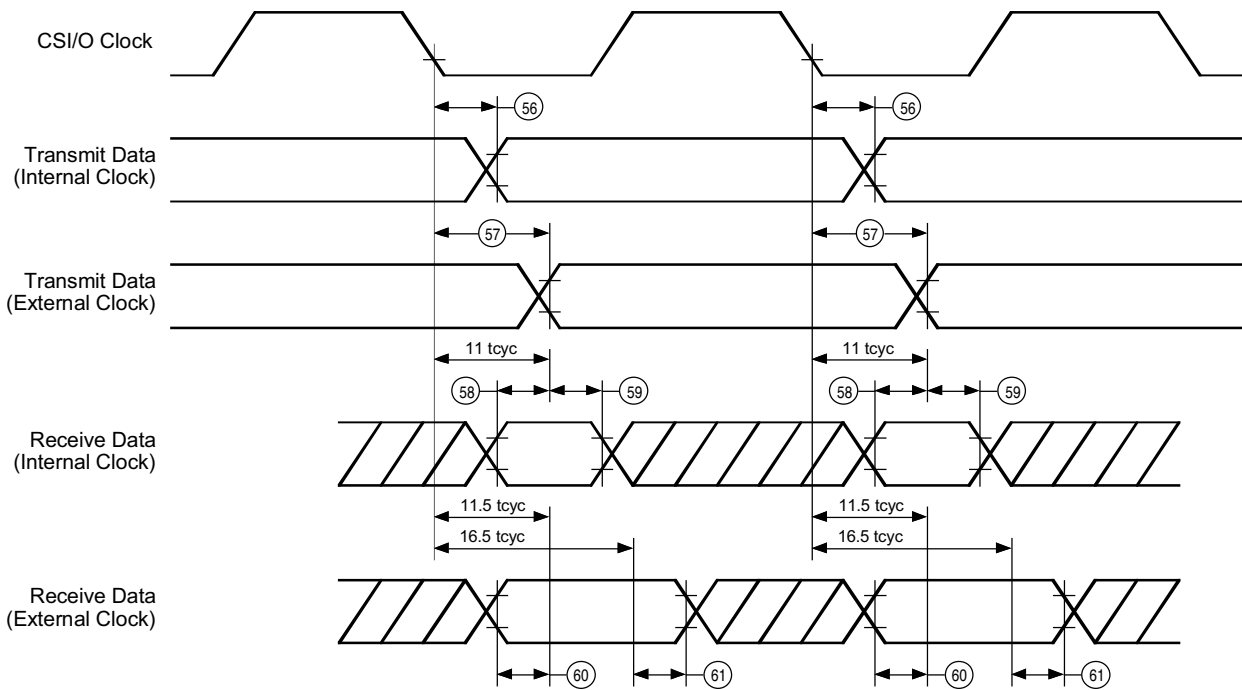 CSI/O Clock
56
56
Transmit Data
(Internal Clock)
57
57
Transmit Data
(External Clock)
11 tcyc
11 tcyc
58
59
58
59
Receive Data
(Internal Clock)
11.5 tcyc
11.5 tcyc
16.5 tcyc
16.5 tcyc
Receive Data
(External Clock)
60
61
60
61